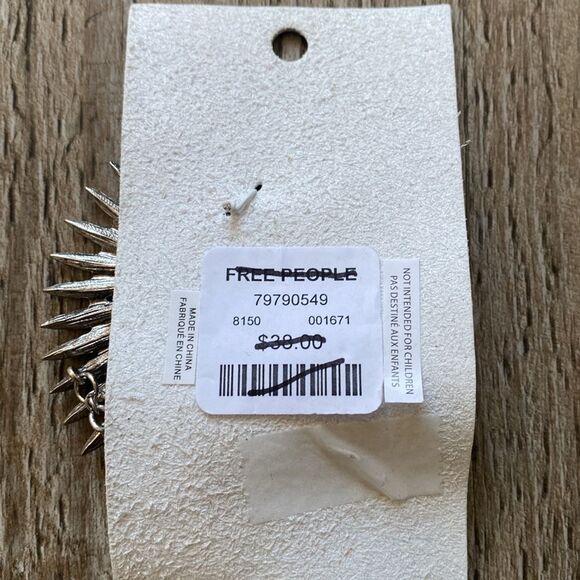 FREE PEOPLE
79790549
8150 001671
$38.00
MADE IN CHINA
FABRIQUÉ EN CHINE
NOT INTENDED FOR CHILDREN
PAS DESTINÉ AUX ENFANTS